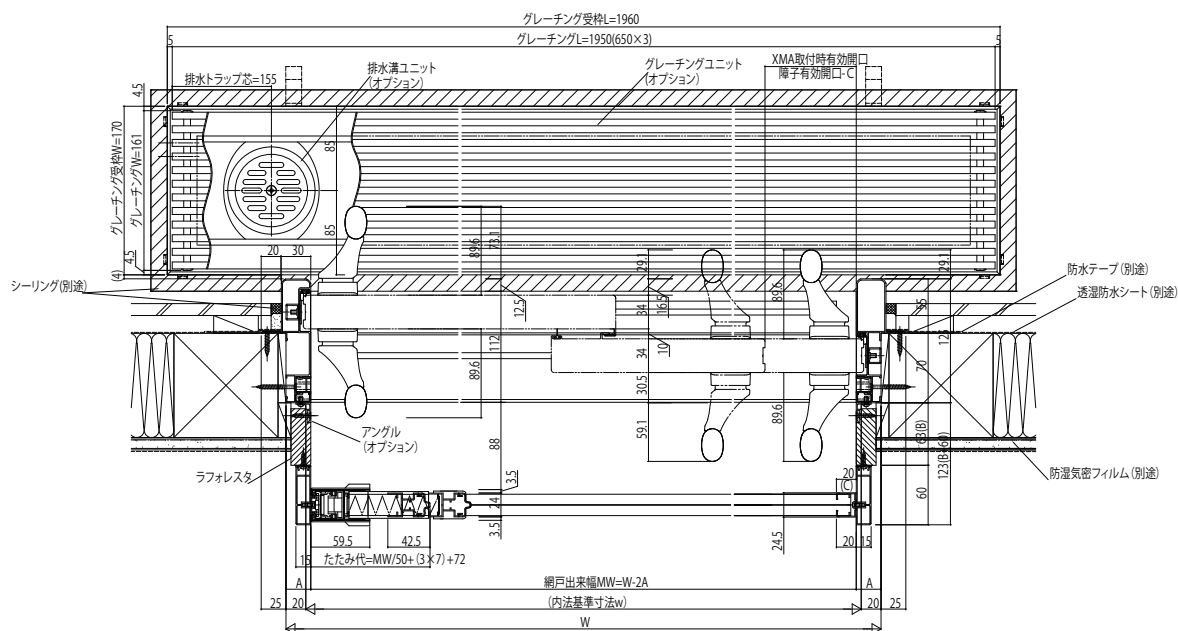 グレーチング受枠L=1960
5
グレーチングL=1950(650×3)
5
排水トラップ芯=155
排水溝ユニット
(オプション)
グレーチングユニット
(オプション)
XMA取付時有効開口
障子有効開口-C
4.5
グレーチング受枠W=170
グレーチングW=161
4.5
(4)
85
85
20
30
89.6
73.1
29.1
29.1
シーリング(別途)
防水テープ(別途)
透湿防水シート(別途)
12.5
34
16.5
89.6
55
12
112
34
10
70
89.6
30.5
59.1
89.6
88
63(B)
123(B+60)
60
アングル
(オプション)
ラフォレスタ
防湿気密フィルム(別途)
3.5
24
3.5
20
(C)
59.5
42.5
24.5
20
15
15
たたみ代=MW/50+(3×7)+72
A
網戸出来幅MW=W-2A
A
25
20
(内法基準寸法w)
20
25
W